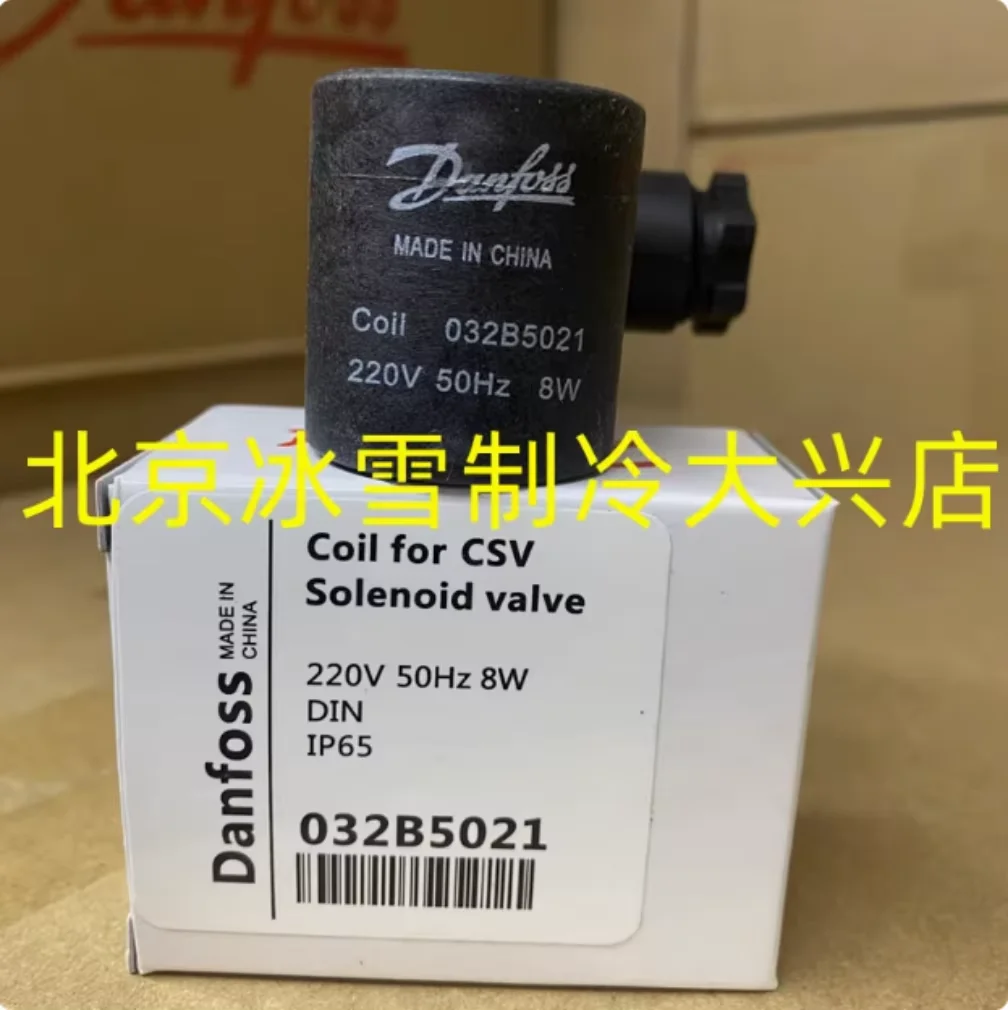 Danfoss
MADE IN CHINA
Coil 032B5021
220V 50Hz 8W
北京冰雪制冷大兴店
Coil for CSV
Solenoid valve
220V 50Hz 8W
DIN
IP65
032B5021
Danfoss
MADE IN
CHINA